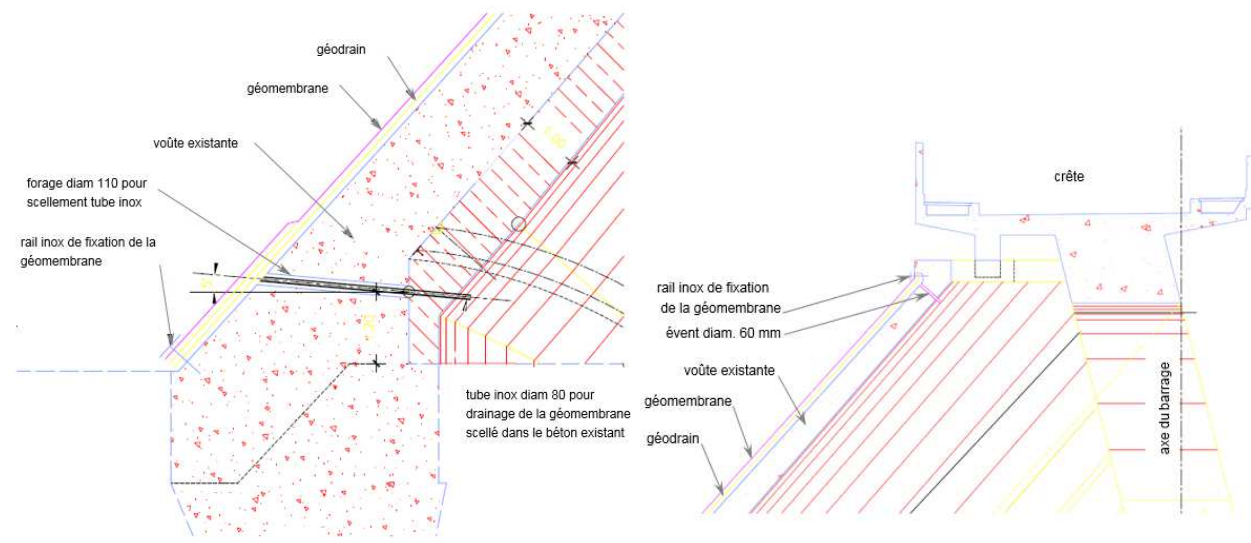 géodrain
géomembrane
voûte existante
forage diam 110 pour
scellement tube inox
rail inox de fixation de la
géomembrane
tube inox diam 80 pour
drainage de la géomembrane
scellé dans le béton existant
crête
rail inox de fixation
de la géomembrane
évent diam. 60 mm
voûte existante
géomembrane
géodrain
axe du barrage